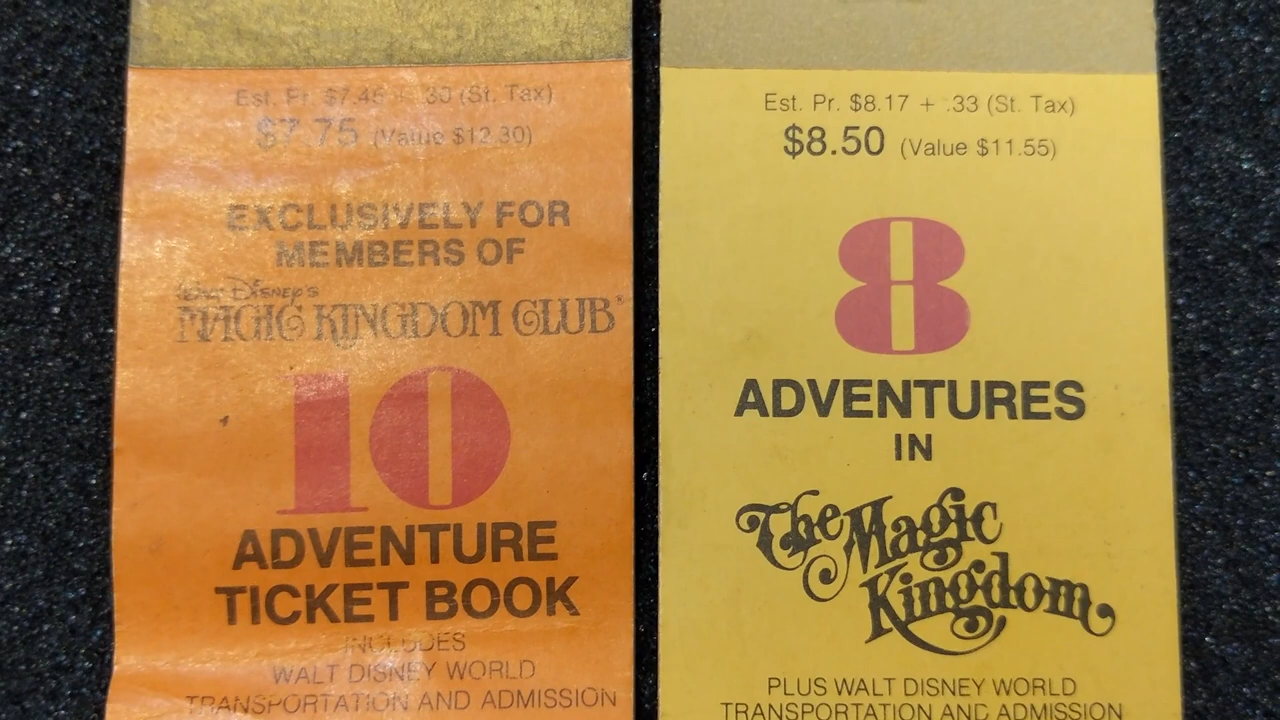 Est. Pr. $7.45 + .30 (St. Tax)
$7.75 (Value $12.30)
EXCLUSIVELY FOR
MEMBERS OF
WALT DISNEY'S
MAGIC KINGDOM CLUB®
10
ADVENTURE
TICKET BOOK
INCLUDES
WALT DISNEY WORLD
TRANSPORTATION AND ADMISSION
Est. Pr. $8.17 + .33 (St. Tax)
$8.50 (Value $11.55)
8
ADVENTURES
IN
The Magic
Kingdom
PLUS WALT DISNEY WORLD
TRANSPORTATION AND ADMISSION